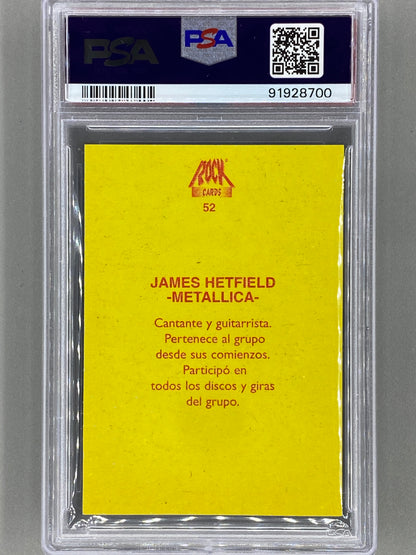 PSA
PSA
91928700
ROCK
CARDS
52
JAMES HETFIELD
-METALLICA-
Cantante y guitarrista.
Pertenece al grupo
desde sus comienzos.
Participó en
todos los discos y giras
del grupo.